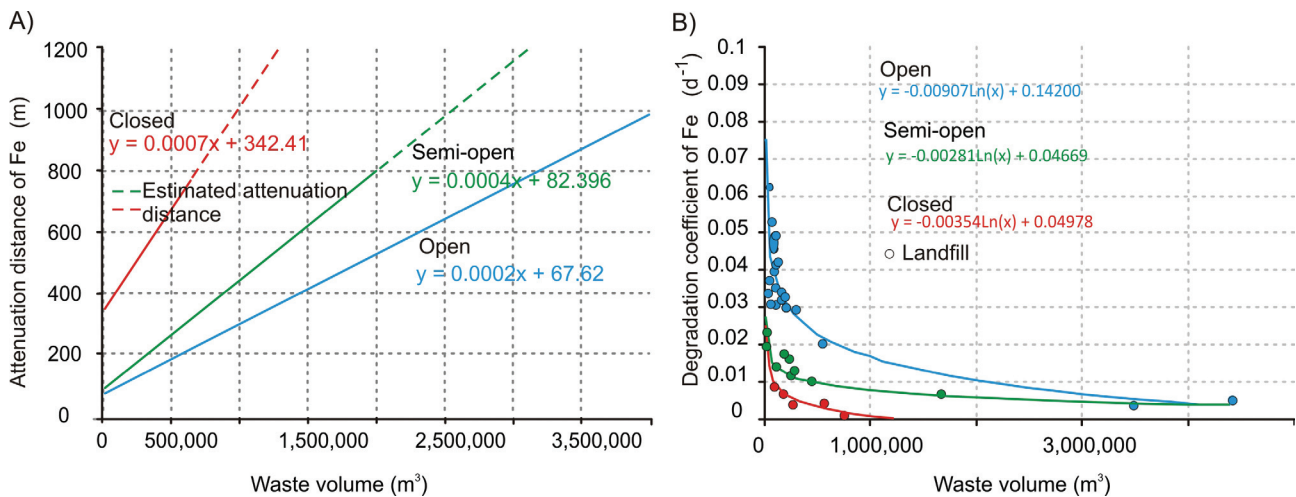 A)
Attenuation distance of Fe (m)
1200
1000
800
600
400
200
0
Closed
y = 0.0007x + 342.41
Estimated attenuation
distance
Semi-open
y = 0.0004x + 82.396
Open
y = 0.0002x + 67.62
0
500,000
1,500,000
2,500,000
3,500,000
Waste volume (m³)
B)
Degradation coefficient of Fe (d⁻¹)
0.1
0.09
0.08
0.07
0.06
0.05
0.04
0.03
0.02
0.01
0
Open
y = -0.00907Ln(x) + 0.14200
Semi-open
y = -0.00281Ln(x) + 0.04669
Closed
y = -0.00354Ln(x) + 0.04978
Landfill
0
1,000,000
3,000,000
Waste volume (m³)